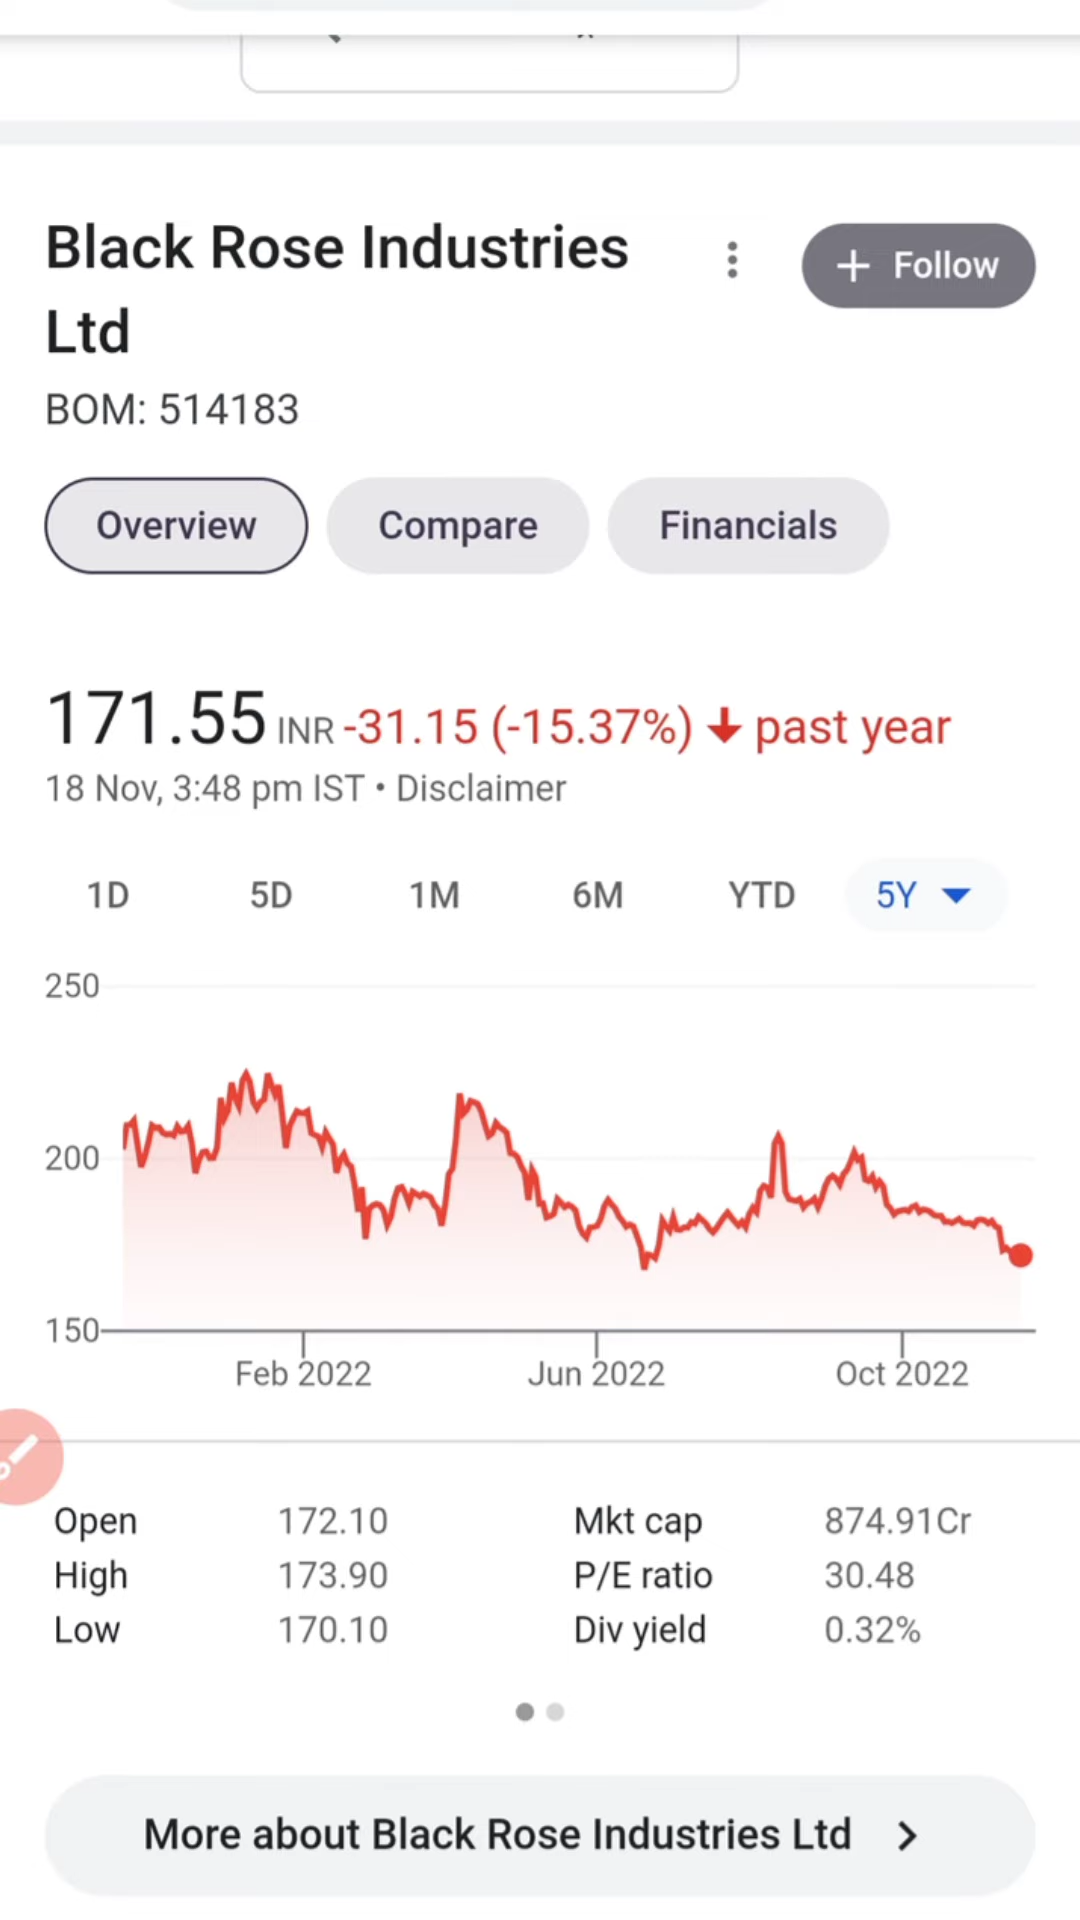 Black Rose Industries
Ltd
+ Follow
BOM: 514183
Overview
Compare
Financials
171.55 INR -31.15 (-15.37%) ↓ past year
18 Nov, 3:48 pm IST • Disclaimer
1D 5D 1M 6M YTD 5Y
250
200
150
Feb 2022 Jun 2022 Oct 2022
Open 172.10 Mkt cap 874.91Cr
High 173.90 P/E ratio 30.48
Low 170.10 Div yield 0.32%
More about Black Rose Industries Ltd